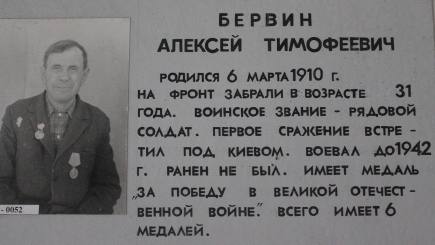 БЕРВИН
АЛЕКСЕЙ ТИМОФЕЕВИЧ
РОДИЛСЯ 6 МАРТА 1910 Г.
НА ФРОНТ ЗАБРАЛИ В ВОЗРАСТЕ 31
ГОДА. ВОИНСКОЕ ЗВАНИЕ – РЯДОВОЙ
СОЛДАТ. ПЕРВОЕ СРАЖЕНИЕ ВСТРЕ-
ТИЛ ПОД КИЕВОМ. ВОЕВАЛ ДО 1942
Г. РАНЕН НЕ БЫЛ. ИМЕЕТ МЕДАЛЬ
„ЗА ПОБЕДУ В ВЕЛИКОЙ ОТЕЧЕСТ-
ВЕННОЙ ВОЙНЕ." ВСЕГО ИМЕЕТ 6
МЕДАЛЕЙ.
- 0052